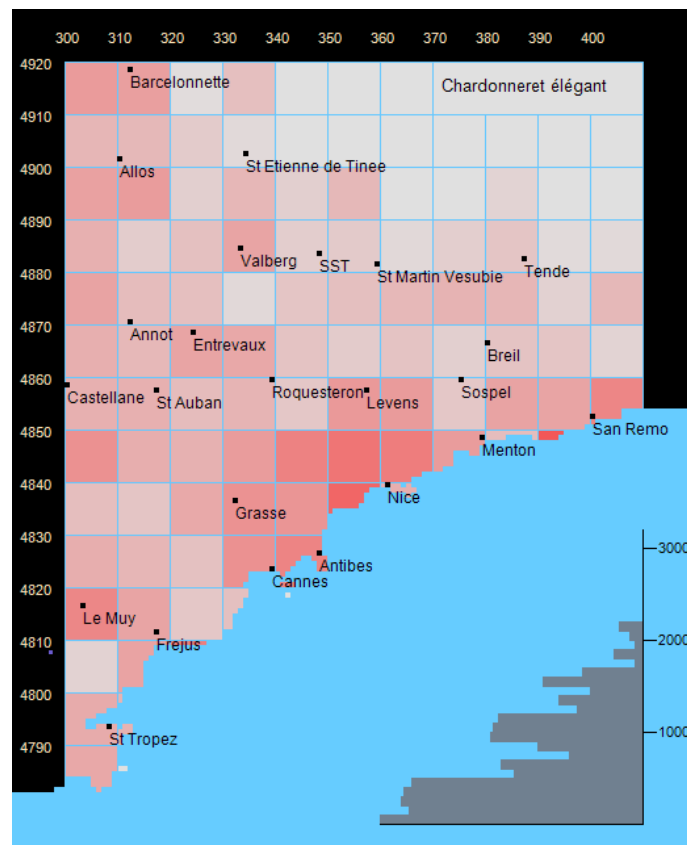 300 310 320 330 340 350 360 370 380 390 400
4920
Barcelonnette
Chardonneret élégant
4910
4900
Allos
St Etienne de Tinee
4890
Valberg
SST
St Martin Vesubie
Tende
4880
4870
Annot
Entrevaux
Breil
4860
Castellane
St Auban
Roquesteron
Levens
Sospel
4850
San Remo
Menton
4840
Nice
Grasse
4830
Antibes
Cannes
3000
4820
Le Muy
Frejus
4810
2000
4800
St Tropez
1000
4790